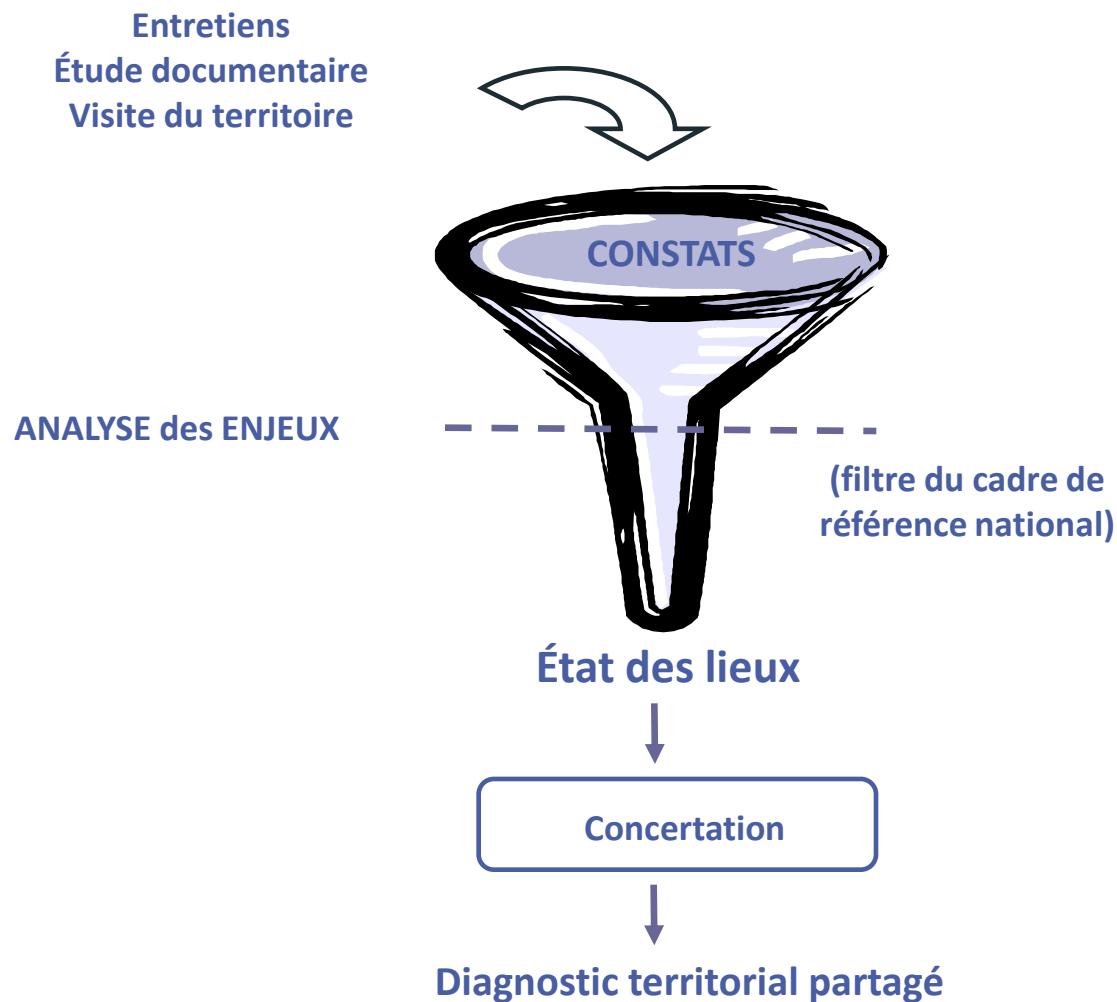 Entretiens
Étude documentaire
Visite du territoire
CONSTATS
ANALYSE des ENJEUX
(filtre du cadre de
référence national)
État des lieux
Concertation
Diagnostic territorial partagé